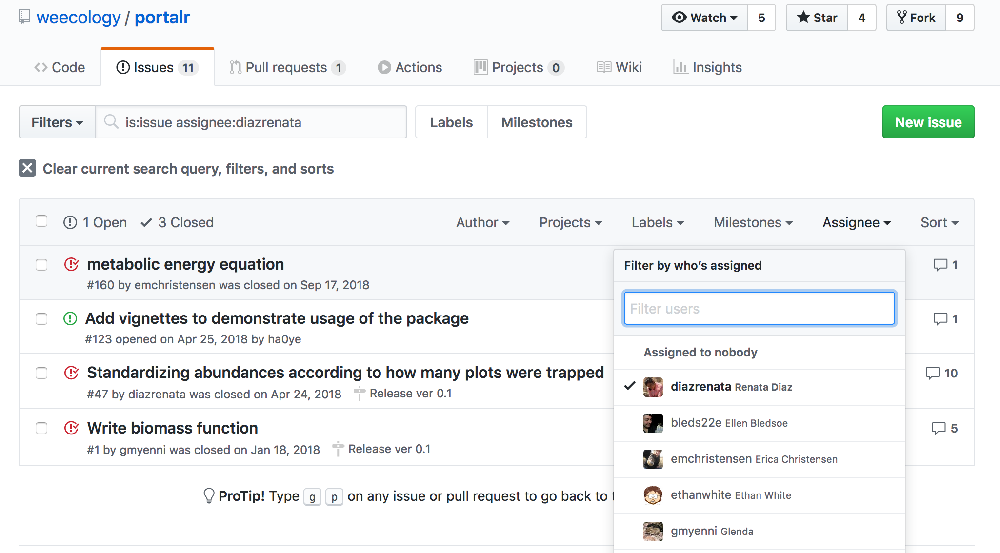 weecology / portalr
Watch 5 Star 4 Fork 9
Code Issues 11 Pull requests 1 Actions Projects 0 Wiki Insights
Filters is:issue assignee:diazrenata Labels Milestones New issue
Clear current search query, filters, and sorts
1 Open 3 Closed Author Projects Labels Milestones Assignee Sort
metabolic energy equation 1
#160 by emchristensen was closed on Sep 17, 2018
Add vignettes to demonstrate usage of the package 1
#123 opened on Apr 25, 2018 by ha0ye
Standardizing abundances according to how many plots were trapped 10
#47 by diazrenata was closed on Apr 24, 2018 Release ver 0.1
Write biomass function 5
#1 by gmyenni was closed on Jan 18, 2018 Release ver 0.1
ProTip! Type g p on any issue or pull request to go back to
Filter by who’s assigned
Filter users
Assigned to nobody
diazrenata Renata Diaz
bleds22e Ellen Bledsoe
emchristensen Erica Christensen
ethanwhite Ethan White
gmyenni Glenda